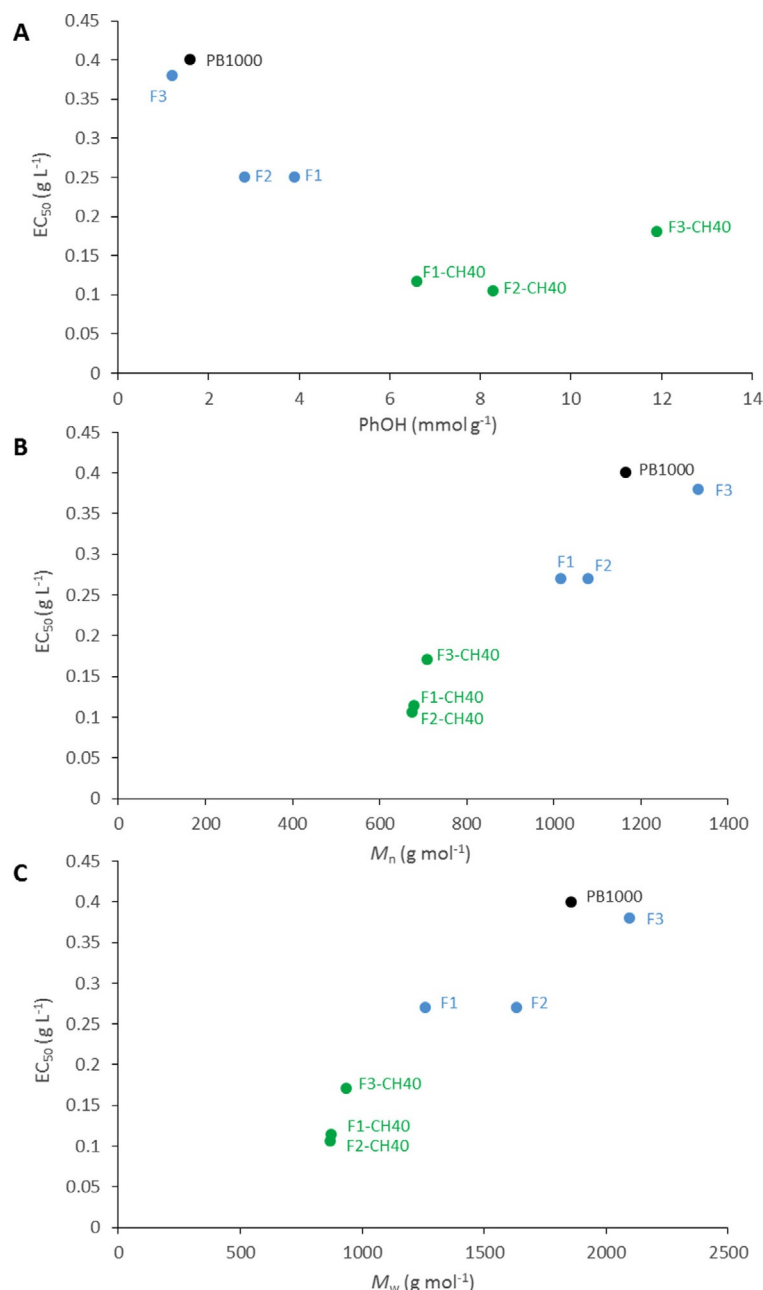 A
0.45
0.4
0.35
0.3
0.25
0.2
0.15
0.1
0.05
0
EC50 (g L-1)
PB1000
F3
F2
F1
F3-CH40
F1-CH40
F2-CH40
0 2 4 6 8 10 12 14
PhOH (mmol g-1)
B
0.45
0.4
0.35
0.3
0.25
0.2
0.15
0.1
0.05
0
EC50 (g L-1)
PB1000
F3
F1
F2
F3-CH40
F1-CH40
F2-CH40
0 200 400 600 800 1000 1200 1400
Mn (g mol-1)
C
0.45
0.4
0.35
0.3
0.25
0.2
0.15
0.1
0.05
0
EC50 (g L-1)
PB1000
F3
F1
F2
F3-CH40
F1-CH40
F2-CH40
0 500 1000 1500 2000 2500
Mw (g mol-1)